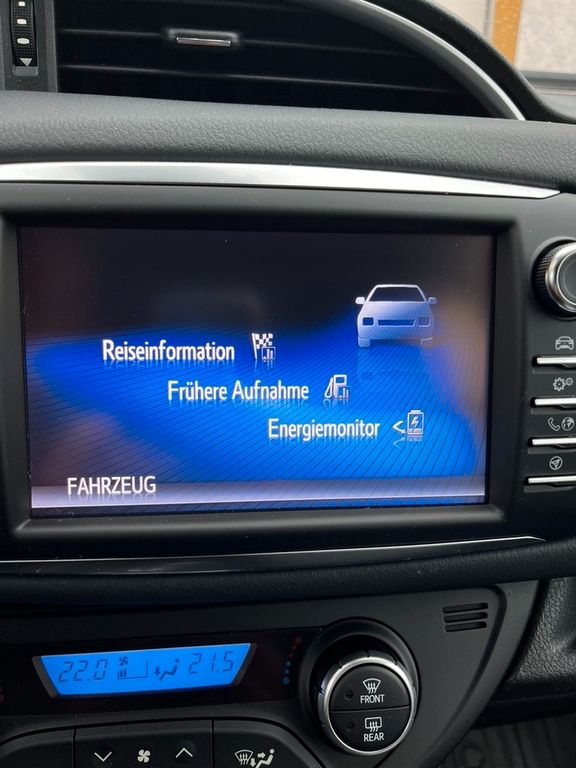 Reiseinformation
Frühere Aufnahme
Energiemonitor
FAHRZEUG
22.0 21.5
FRONT
REAR